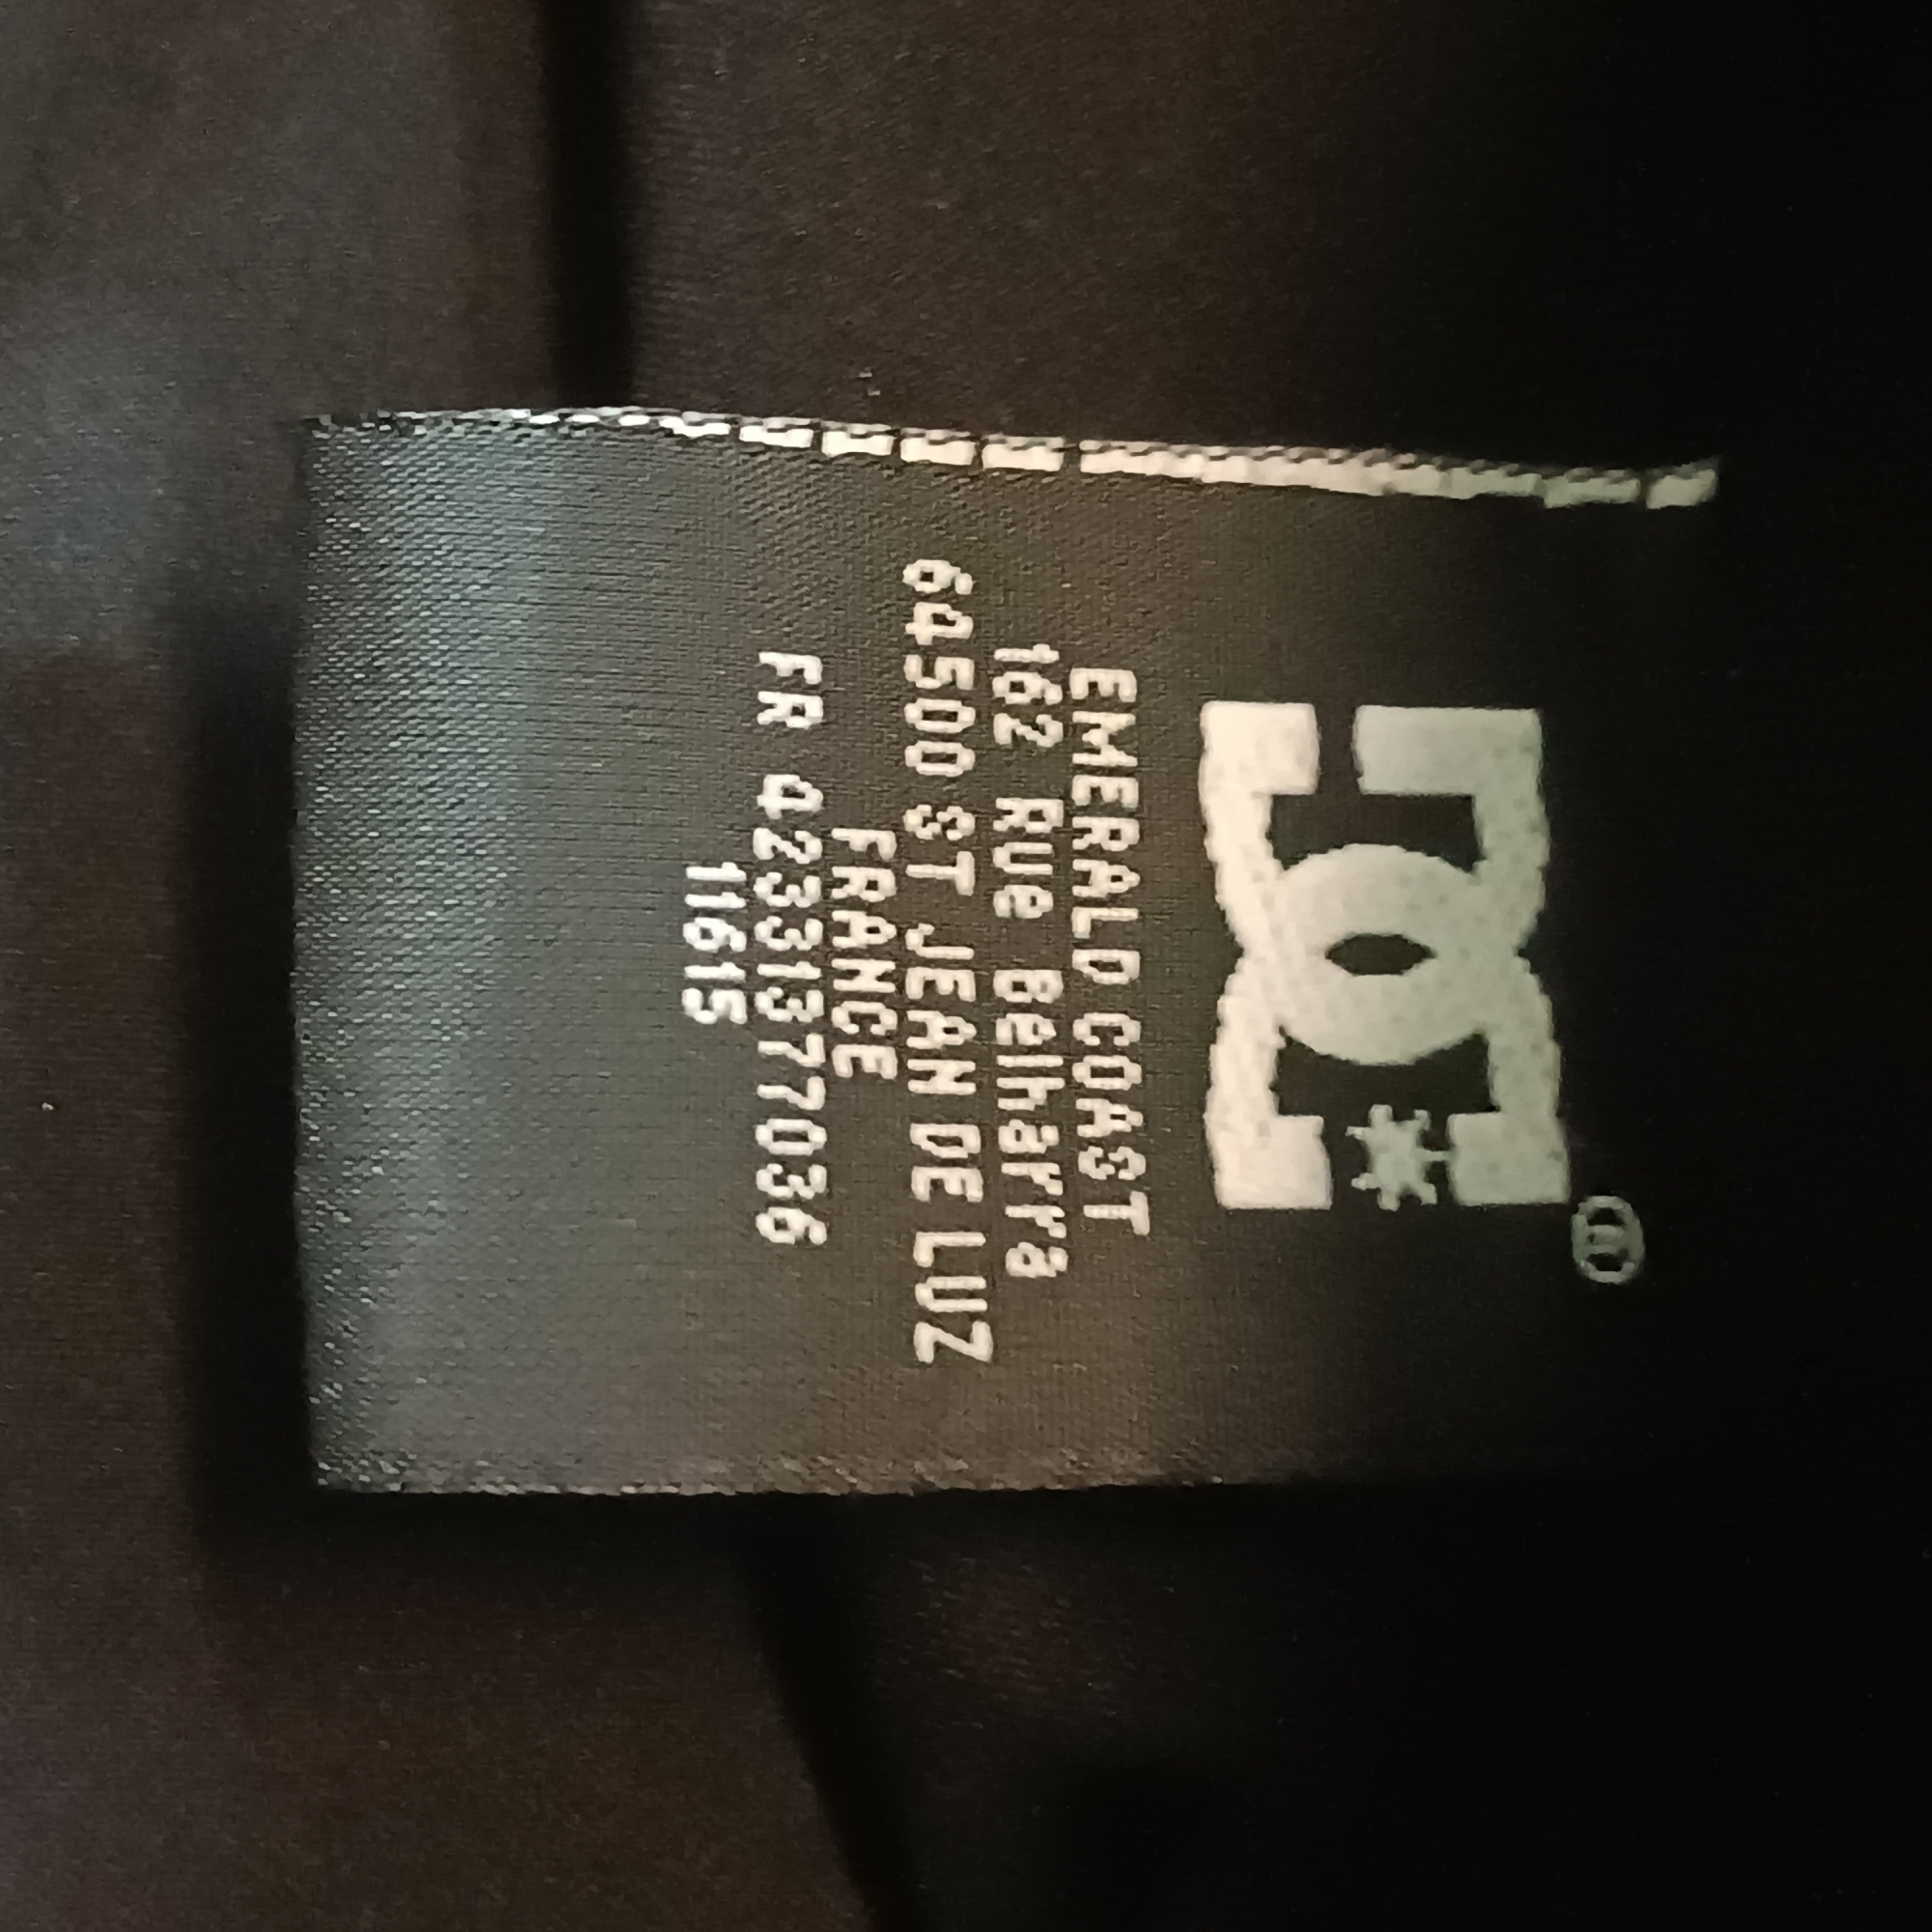 DC
®
EMERALD COAST
162 Rue Belharra
64500 ST JEAN DE LUZ
FRANCE
FR 42331377036
11615